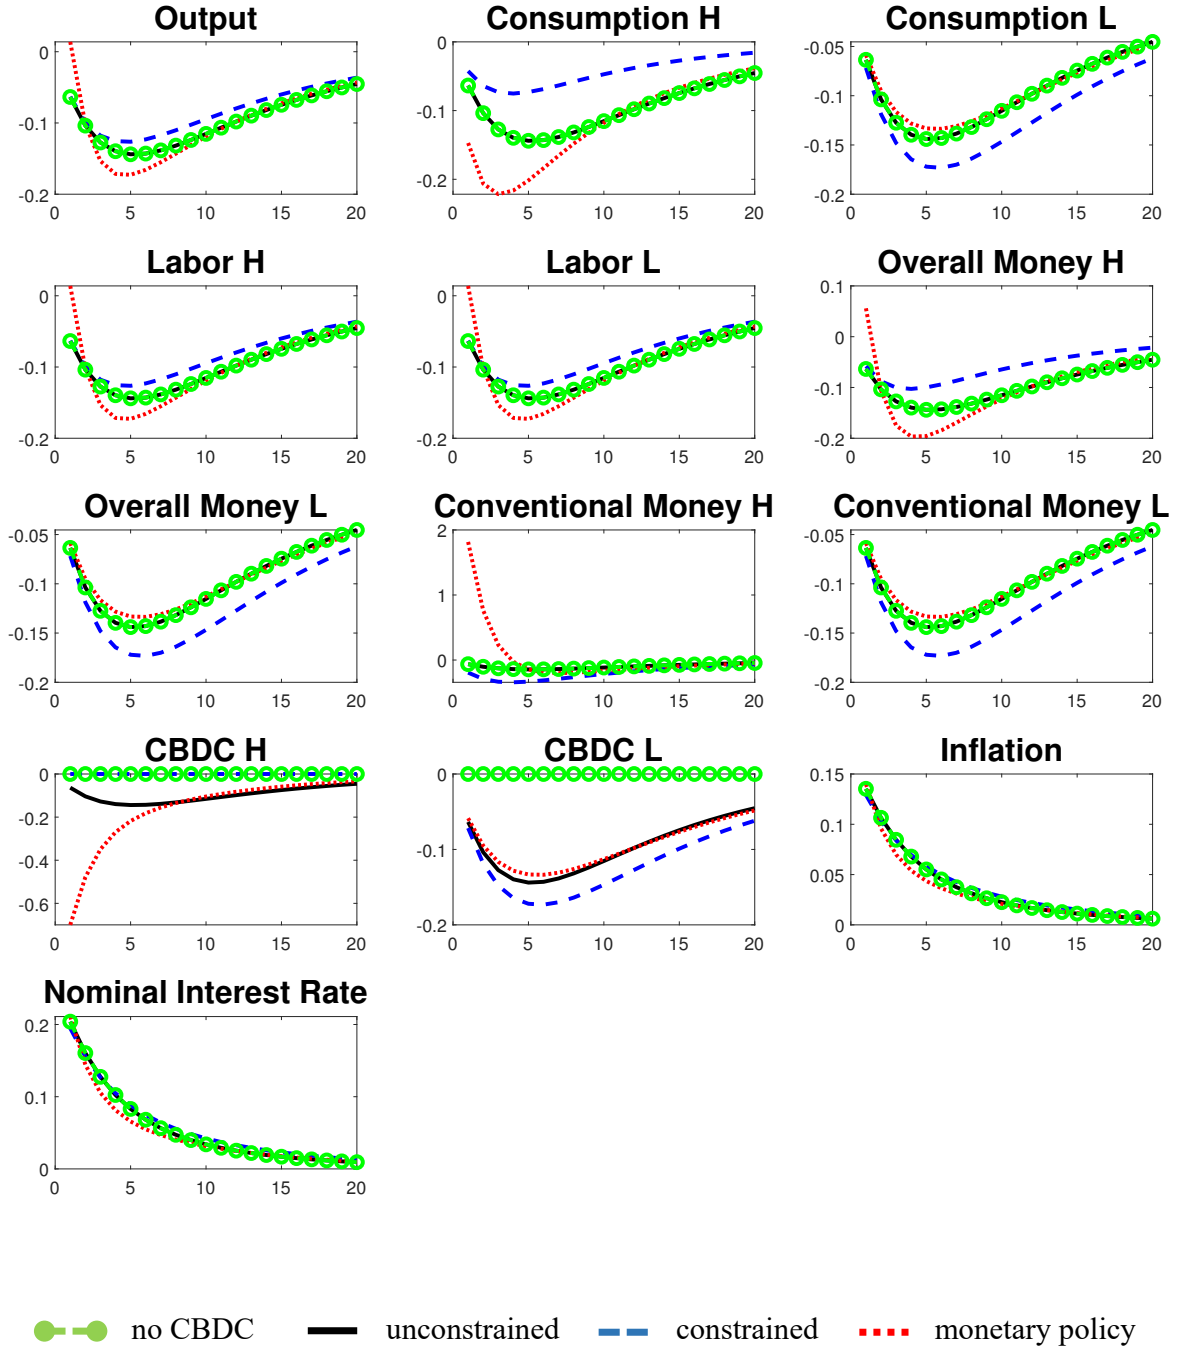 Output Consumption H Consumption L
0 0 -0.05
-0.1 -0.1 -0.1
-0.15
-0.2 -0.2 -0.2
0 5 10 15 20 0 5 10 15 20 0 5 10 15 20
Labor H Labor L Overall Money H
0 0 0.1
0
-0.1 -0.1 -0.1
-0.2 -0.2 -0.2
0 5 10 15 20 0 5 10 15 20 0 5 10 15 20
Overall Money L Conventional Money H Conventional Money L
-0.05 2 -0.05
-0.1 1 -0.1
-0.15 0 -0.15
-0.2 -0.2
0 5 10 15 20 0 5 10 15 20 0 5 10 15 20
CBDC H CBDC L Inflation
0 0 0.15
-0.2 0.1
-0.4 -0.1 0.05
-0.6 -0.2 0
0 5 10 15 20 0 5 10 15 20 0 5 10 15 20
Nominal Interest Rate
0.2
0.1
0
0 5 10 15 20
no CBDC unconstrained constrained monetary policy